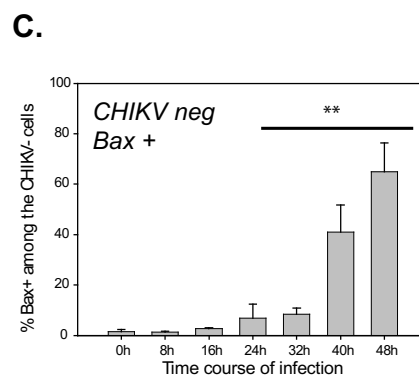 C.
100
80
60
40
20
0
% Bax+ among the CHIKV- cells
CHIKV neg
Bax +
**
0h 8h 16h 24h 32h 40h 48h
Time course of infection